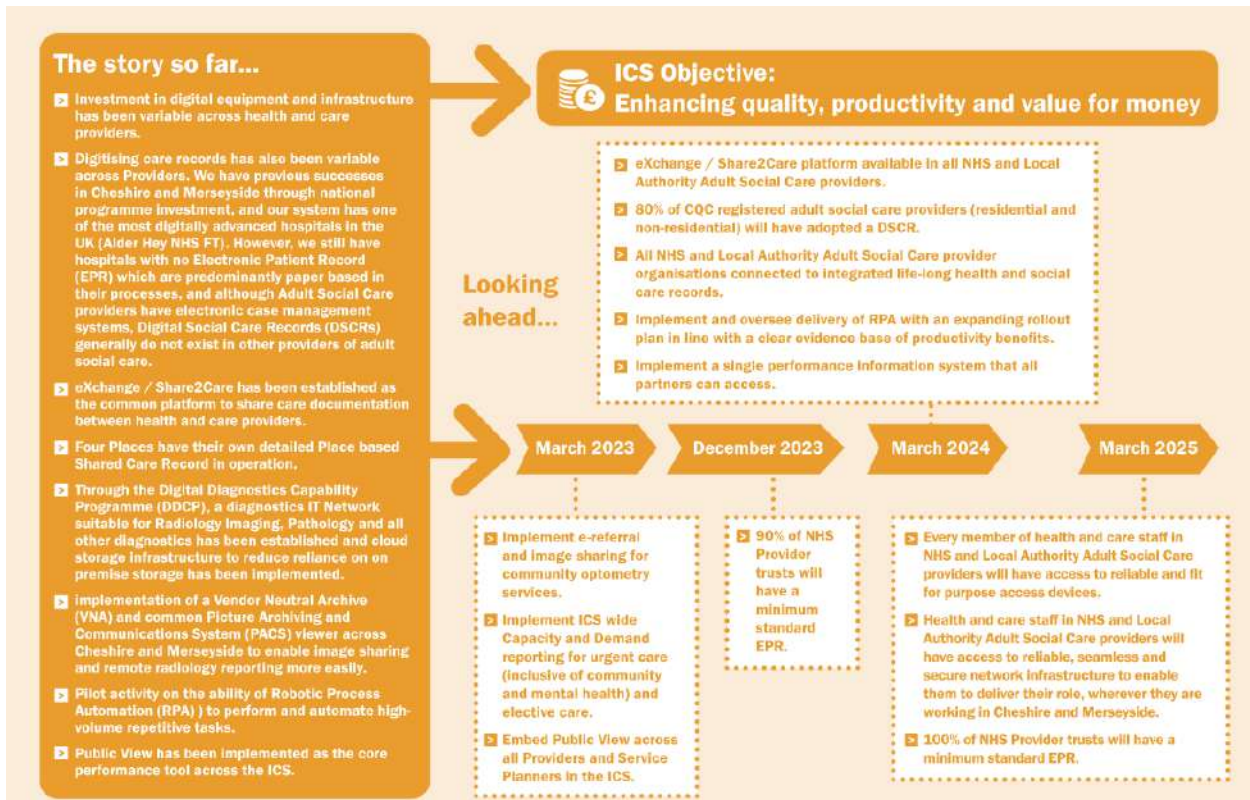 The story so far...
Investment in digital equipment and infrastructure
has been variable across health and care
providers.
Digitising care records has also been variable
across Providers. We have previous successes
in Cheshire and Merseyside through national
programme investment, and our system has one
of the most digitally advanced hospitals in the
UK (Alder Hey NHS FT). However, we still have
hospitals with no Electronic Patient Record
(EPR) which are predominantly paper based in
their processes, and although Adult Social Care
providers have electronic case management
systems, Digital Social Care Records (DSCRs)
generally do not exist in other providers of adult
social care.
eXchange / Share2Care has been established as
the common platform to share care documentation
between health and care providers.
Four Places have their own detailed Place based
Shared Care Record in operation.
Through the Digital Diagnostics Capability
Programme (DDCP), a diagnostics IT Network
suitable for Radiology Imaging, Pathology and all
other diagnostics has been established and cloud
storage infrastructure to reduce reliance on on
premise storage has been implemented.
implementation of a Vendor Neutral Archive
(VNA) and common Picture Archiving and
Communications System (PACS) viewer across
Cheshire and Merseyside to enable image sharing
and remote radiology reporting more easily.
Pilot activity on the ability of Robotic Process
Automation (RPA) ) to perform and automate high-
volume repetitive tasks.
Public View has been implemented as the core
performance tool across the ICS.
£
ICS Objective:
Enhancing quality, productivity and value for money
Looking
ahead...
eXchange / Share2Care platform available in all NHS and Local
Authority Adult Social Care providers.
80% of CQC registered adult social care providers (residential and
non-residential) will have adopted a DSCR.
All NHS and Local Authority Adult Social Care provider
organisations connected to integrated life-long health and social
care records.
Implement and oversee delivery of RPA with an expanding rollout
plan in line with a clear evidence base of productivity benefits.
Implement a single performance information system that all
partners can access.
March 2023
December 2023
March 2024
March 2025
Implement e-referral
and image sharing for
community optometry
services.
Implement ICS wide
Capacity and Demand
reporting for urgent care
(inclusive of community
and mental health) and
elective care.
Embed Public View across
all Providers and Service
Planners in the ICS.
90% of NHS
Provider
trusts will
have a
minimum
standard
EPR.
Every member of health and care staff in
NHS and Local Authority Adult Social Care
providers will have access to reliable and fit
for purpose access devices.
Health and care staff in NHS and Local
Authority Adult Social Care providers will
have access to reliable, seamless and
secure network infrastructure to enable
them to deliver their role, wherever they are
working in Cheshire and Merseyside.
100% of NHS Provider trusts will have a
minimum standard EPR.